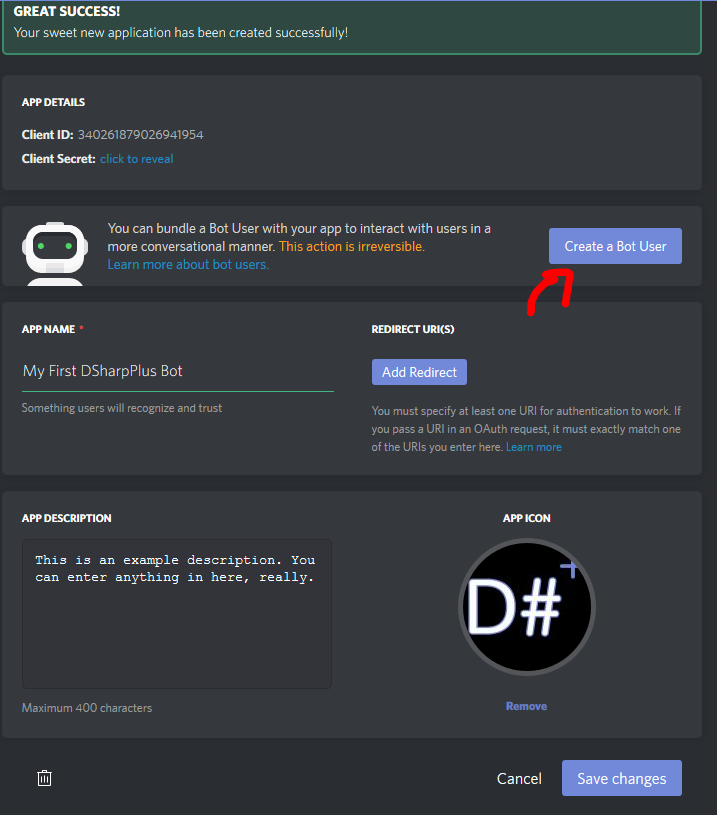 GREAT SUCCESS!
Your sweet new application has been created successfully!
APP DETAILS
Client ID: 340261879026941954
Client Secret: click to reveal
You can bundle a Bot User with your app to interact with users in a
more conversational manner. This action is irreversible.
Learn more about bot users.
Create a Bot User
APP NAME *
My First DSharpPlus Bot
Something users will recognize and trust
REDIRECT URI(S)
Add Redirect
You must specify at least one URI for authentication to work. If
you pass a URI in an OAuth request, it must exactly match one
of the URIs you enter here. Learn more
APP DESCRIPTION
This is an example description. You
can enter anything in here, really.
Maximum 400 characters
APP ICON
D#+
Remove
Cancel
Save changes